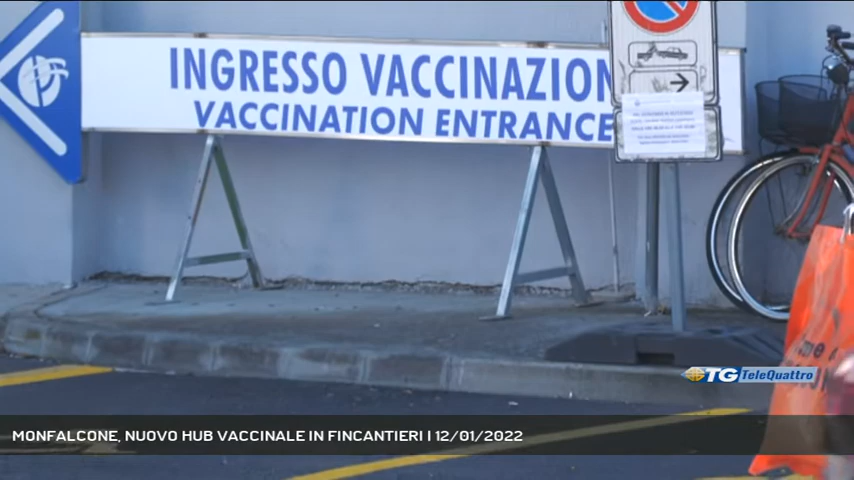 INGRESSO VACCINAZION
VACCINATION ENTRANCE
TG TeleQuattro
MONFALCONE, NUOVO HUB VACCINALE IN FINCANTIERI | 12/01/2022